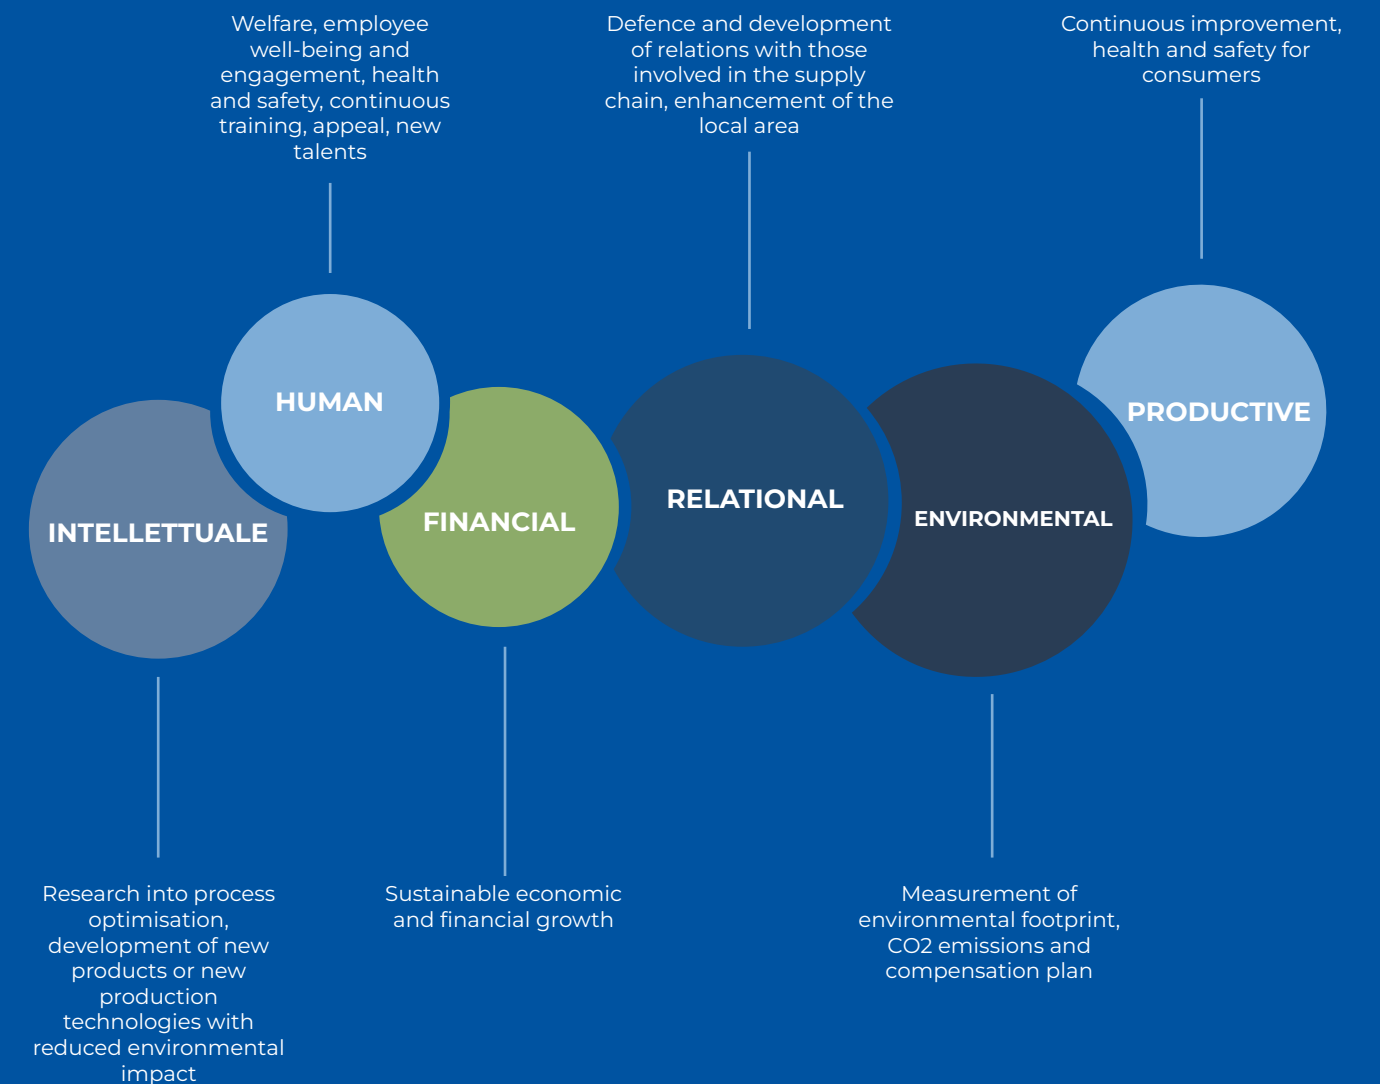 Welfare, employee
well-being and
engagement, health
and safety, continuous
training, appeal, new
talents
Defence and development
of relations with those
involved in the supply
chain, enhancement of the
local area
Continuous improvement,
health and safety for
consumers
INTELLETTUALE
HUMAN
FINANCIAL
RELATIONAL
ENVIRONMENTAL
PRODUCTIVE
Research into process
optimisation,
development of new
products or new
production
technologies with
reduced environmental
impact
Sustainable economic
and financial growth
Measurement of
environmental footprint,
CO2 emissions and
compensation plan